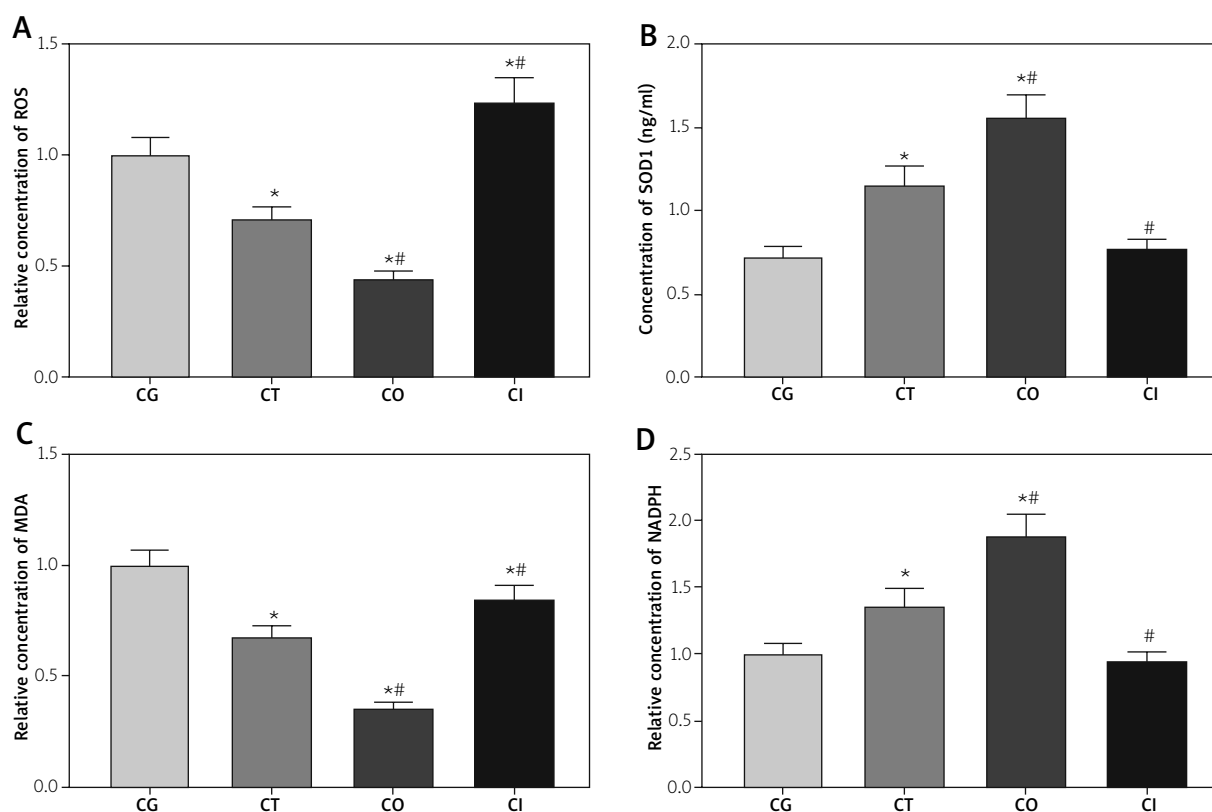 A
Relative concentration of ROS
1.5
1.0
0.5
0.0
*
*#
*#
CG CT CO CI
B
Concentration of SOD1 (ng/ml)
2.0
1.5
1.0
0.5
0.0
*
*#
#
CG CT CO CI
C
Relative concentration of MDA
1.5
1.0
0.5
0.0
*
*#
*#
CG CT CO CI
D
Relative concentration of NADPH
2.5
2.0
1.5
1.0
0.5
0.0
*
*#
#
CG CT CO CI